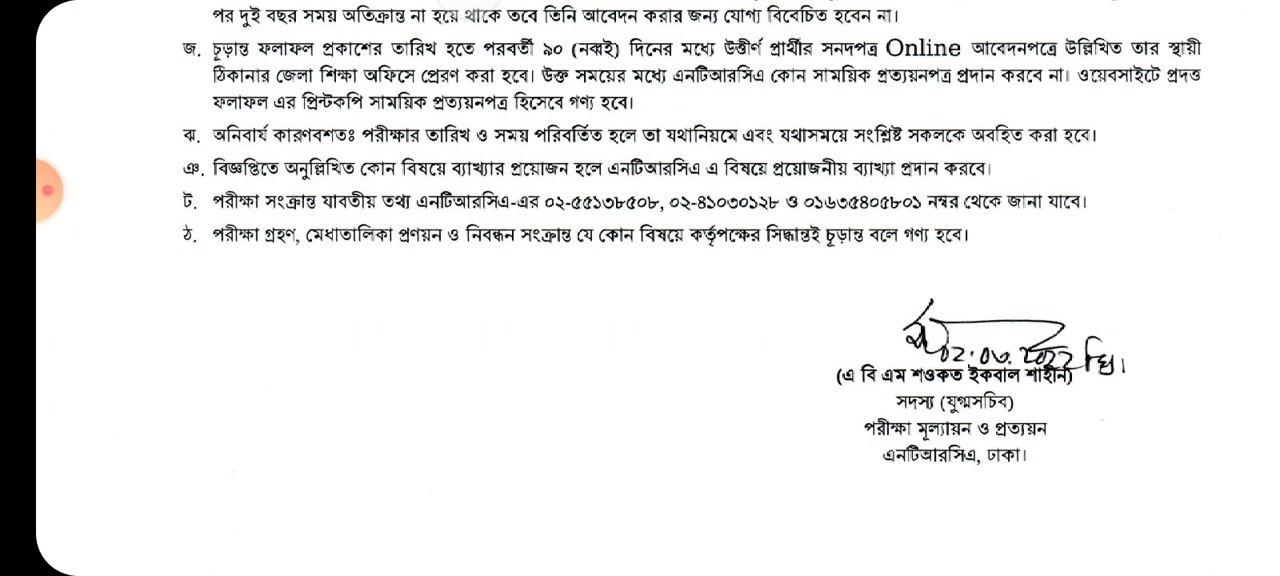 পর দুই বছর সময় অতিক্রান্ত না হয়ে থাকে তবে তিনি আবেদন করার জন্য যোগ্য বিবেচিত হবেন না।
জ. চূড়ান্ত ফলাফল প্রকাশের তারিখ হতে পরবর্তী ৯০ (নব্বই) দিনের মধ্যে উত্তীর্ণ প্রার্থীর সনদপত্র Online আবেদনপত্রে উল্লিখিত তার স্থায়ী
ঠিকানার জেলা শিক্ষা অফিসে প্রেরণ করা হবে। উক্ত সময়ের মধ্যে এনটিআরসিএ কোন সাময়িক প্রত্যয়নপত্র প্রদান করবে না। ওয়েবসাইটে প্রদত্ত
ফলাফল এর প্রিন্টকপি সাময়িক প্রত্যয়নপত্র হিসেবে গণ্য হবে।
ঝ. অনিবার্য কারণবশতঃ পরীক্ষার তারিখ ও সময় পরিবর্তিত হলে তা যথানিয়মে এবং যথাসময়ে সংশ্লিষ্ট সকলকে অবহিত করা হবে।
ঞ. বিজ্ঞপ্তিতে অনুল্লিখিত কোন বিষয়ে ব্যাখ্যার প্রয়োজন হলে এনটিআরসিএ এ বিষয়ে প্রয়োজনীয় ব্যাখ্যা প্রদান করবে।
ট. পরীক্ষা সংক্রান্ত যাবতীয় তথ্য এনটিআরসিএ-এর ০২-৫৫১৩৮৫০৮, ০২-৪১০৩০১২৮ ও ০১৬৩৫৪০৫৮০১ নম্বর থেকে জানা যাবে।
ঠ. পরীক্ষা গ্রহণ, মেধাতালিকা প্রণয়ন ও নিবন্ধন সংক্রান্ত যে কোন বিষয়ে কর্তৃপক্ষের সিদ্ধান্তই চূড়ান্ত বলে গণ্য হবে।
(এ বি এম শওকত ইকবাল শাহীন)
সদস্য (যুগ্মসচিব)
পরীক্ষা মূল্যায়ন ও প্রত্যয়ন
এনটিআরসিএ, ঢাকা।